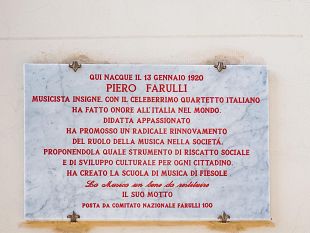 QUI NACQUE IL 13 GENNAIO 1920
PIERO FARULLI
MUSICISTA INSIGNE, CON IL CELEBERRIMO QUARTETTO ITALIANO
HA FATTO ONORE ALL'ITALIA NEL MONDO.
DIDATTA APPASSIONATO
HA PROMOSSO UN RADICALE RINNOVAMENTO
DEL RUOLO DELLA MUSICA NELLA SOCIETÁ,
PROPONENDOLA QUALE STRUMENTO DI RISCATTO SOCIALE
E DI SVILUPPO CULTURALE PER OGNI CITTADINO.
HA CREATO LA SCUOLA DI MUSICA DI FIESOLE
La Musica un bene da restituire
IL SUO MOTTO
POSTA DA COMITATO NAZIONALE FARULLI 100